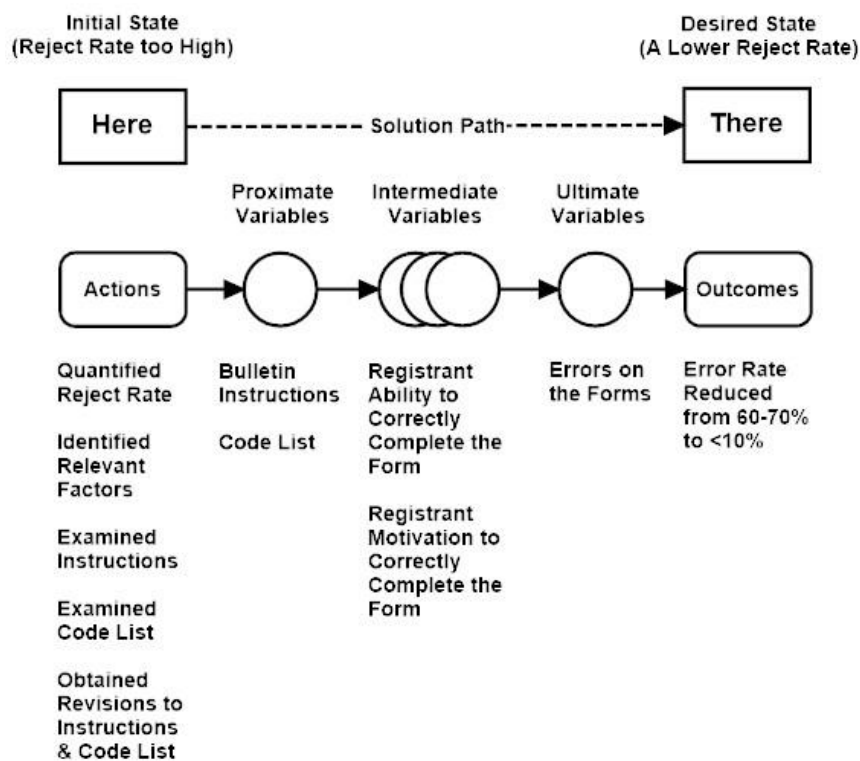 Initial State
(Reject Rate too High)
Desired State
(A Lower Reject Rate)
Here
Solution Path
There
Proximate
Variables
Intermediate
Variables
Ultimate
Variables
Actions
Outcomes
Quantified
Reject Rate
Identified
Relevant
Factors
Examined
Instructions
Examined
Code List
Obtained
Revisions to
Instructions
& Code List
Bulletin
Instructions
Code List
Registrant
Ability to
Correctly
Complete the
Form
Registrant
Motivation to
Correctly
Complete the
Form
Errors on
the Forms
Error Rate
Reduced
from 60-70%
to <10%